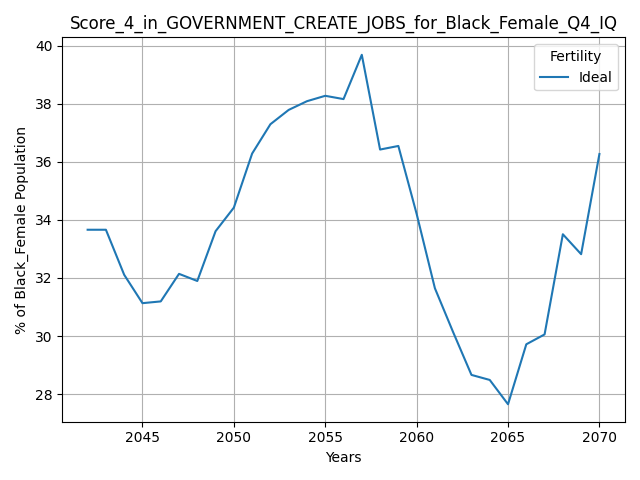 Score_4_in_GOVERNMENT_CREATE_JOBS_for_Black_Female_Q4_IQ
Fertility
Ideal
% of Black_Female Population
40
38
36
34
32
30
28
2045
2050
2055
2060
2065
2070
Years